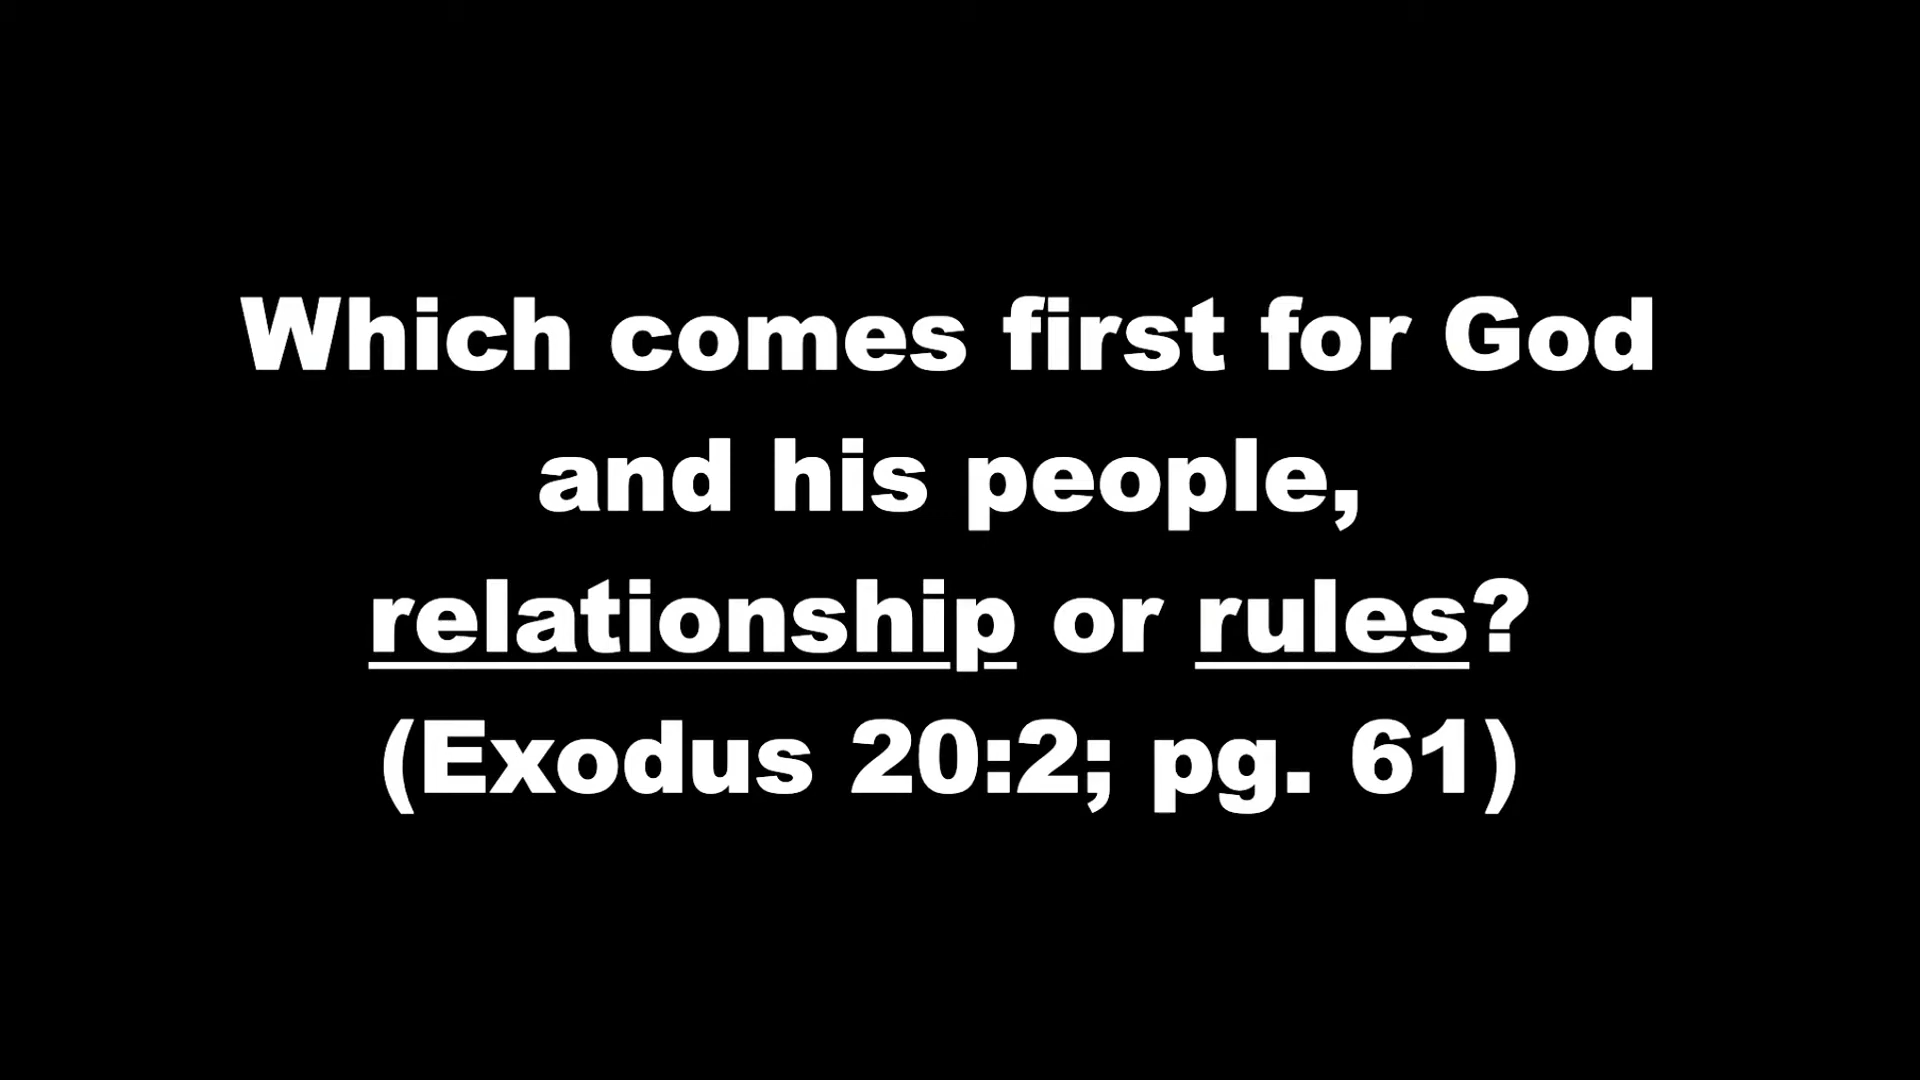 Which comes first for God
and his people,
relationship or rules?
(Exodus 20:2; pg. 61)